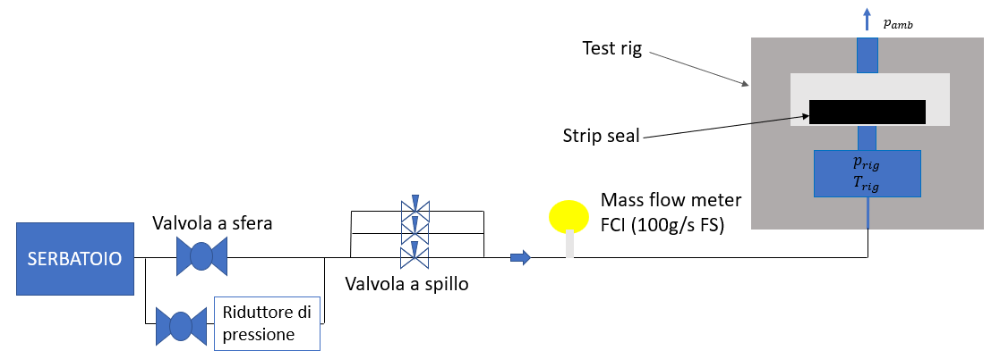 p_amb
Test rig
Strip seal
p_rig
T_rig
Mass flow meter
FCI (100g/s FS)
Valvola a sfera
SERBATOIO
Valvola a spillo
Riduttore di
pressione